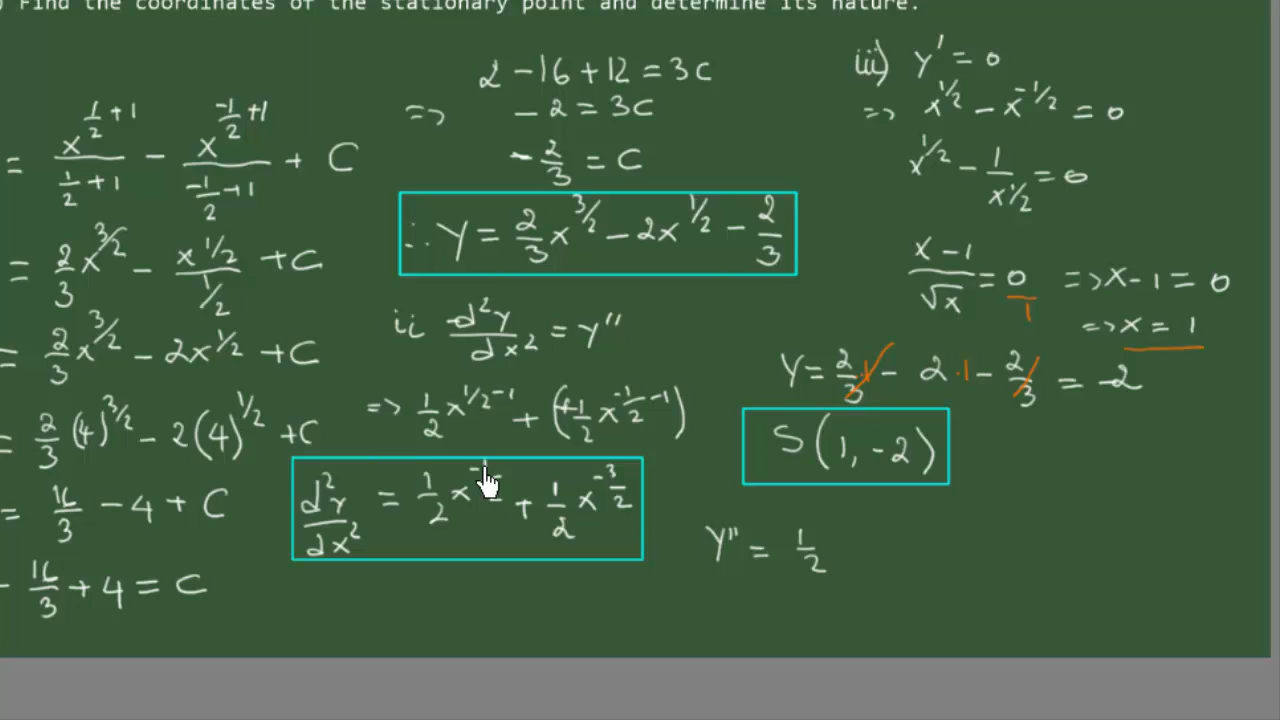 ) Find the coordinates of the stationary point and determine its nature.
= x^(1/2 + 1) / (1/2 + 1) - x^(-1/2 + 1) / (-1/2 + 1) + C
= 2/3 x^(3/2) - x^(1/2) / (1/2) + C
= 2/3 x^(3/2) - 2x^(1/2) + C
= 2/3 (4)^(3/2) - 2(4)^(1/2) + C
= 16/3 - 4 + C
- 16/3 + 4 = C
2 - 16 + 12 = 3C
=> - 2 = 3C
- 2/3 = C
∴ Y = 2/3 x^(3/2) - 2x^(1/2) - 2/3
ii d²y/dx² = y''
=> 1/2 x^(1/2 - 1) + (+1/2 x^(-1/2 - 1))
d²y/dx² = 1/2 x^- + 1/2 x^(-3/2)
iii) y' = 0
=> x^(1/2) - x^(-1/2) = 0
x^(1/2) - 1/x^(1/2) = 0
(x - 1)/√x = 0/1 => x - 1 = 0
=> x = 1
Y = 2/3 ·1 - 2 ·1 - 2/3 = -2
S(1, -2)
Y'' = 1/2